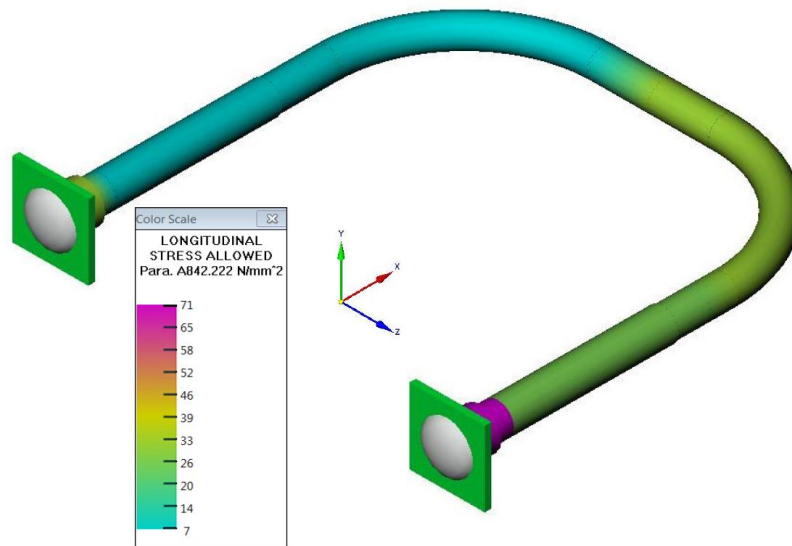 Color Scale
LONGITUDINAL
STRESS ALLOWED
Para. A842.222 N/mm^2
71
65
58
52
46
39
33
26
20
14
7
Y
X
Z